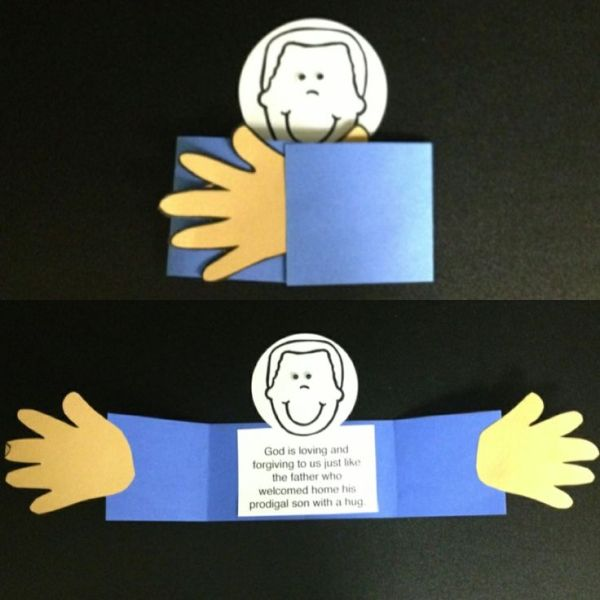 God is loving and
forgiving to us just like
the father who
welcomed home his
prodigal son with a hug.